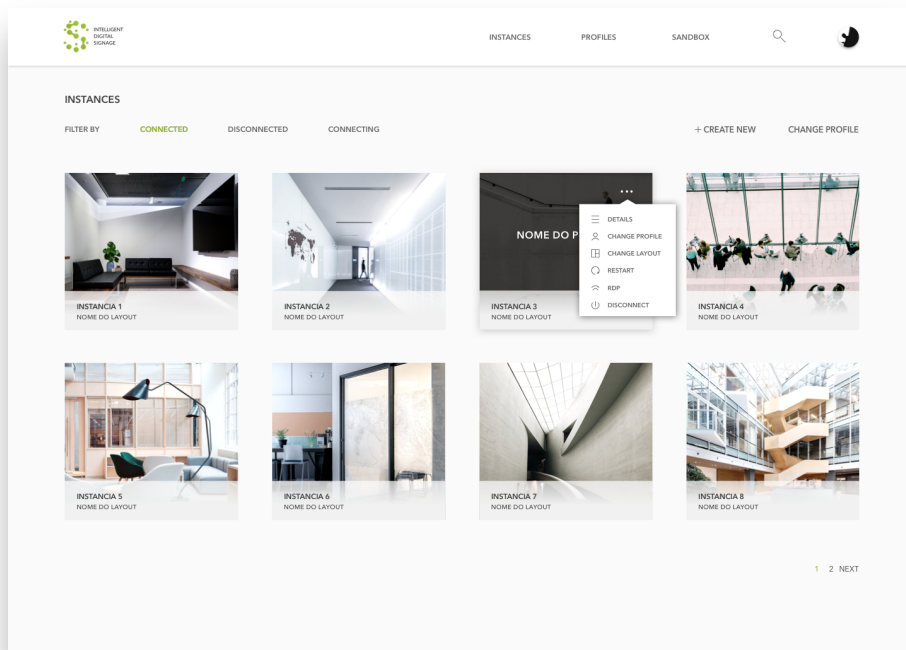 INTELLIGENT
DIGITAL
SIGNAGE
INSTANCES PROFILES SANDBOX
INSTANCES
FILTER BY CONNECTED DISCONNECTED CONNECTING + CREATE NEW CHANGE PROFILE
NOME DO P
DETAILS
CHANGE PROFILE
CHANGE LAYOUT
RESTART
RDP
DISCONNECT
INSTANCIA 1
NOME DO LAYOUT
INSTANCIA 2
NOME DO LAYOUT
INSTANCIA 3
NOME DO LAYOUT
INSTANCIA 4
NOME DO LAYOUT
INSTANCIA 5
NOME DO LAYOUT
INSTANCIA 6
NOME DO LAYOUT
INSTANCIA 7
NOME DO LAYOUT
INSTANCIA 8
NOME DO LAYOUT
1 2 NEXT